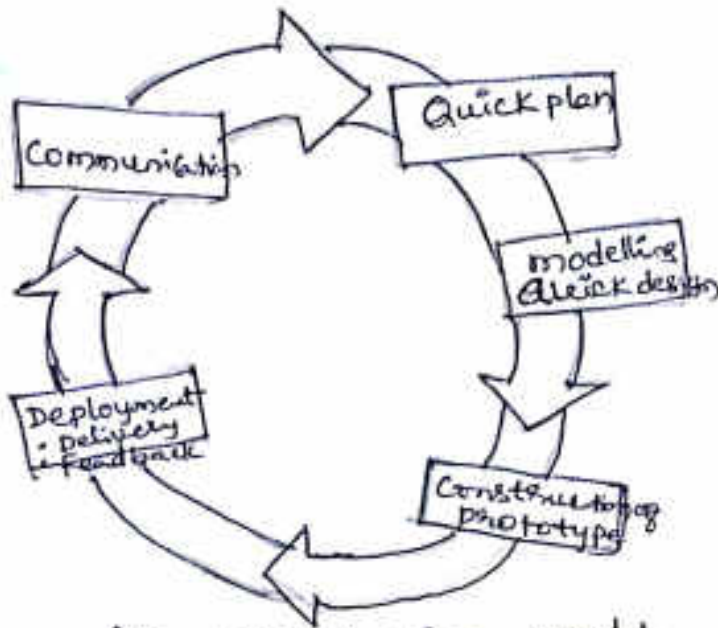 Communication
Quick plan
modelling
Quick design
Construction of
prototype
Deployment
Delivery
& Feedback